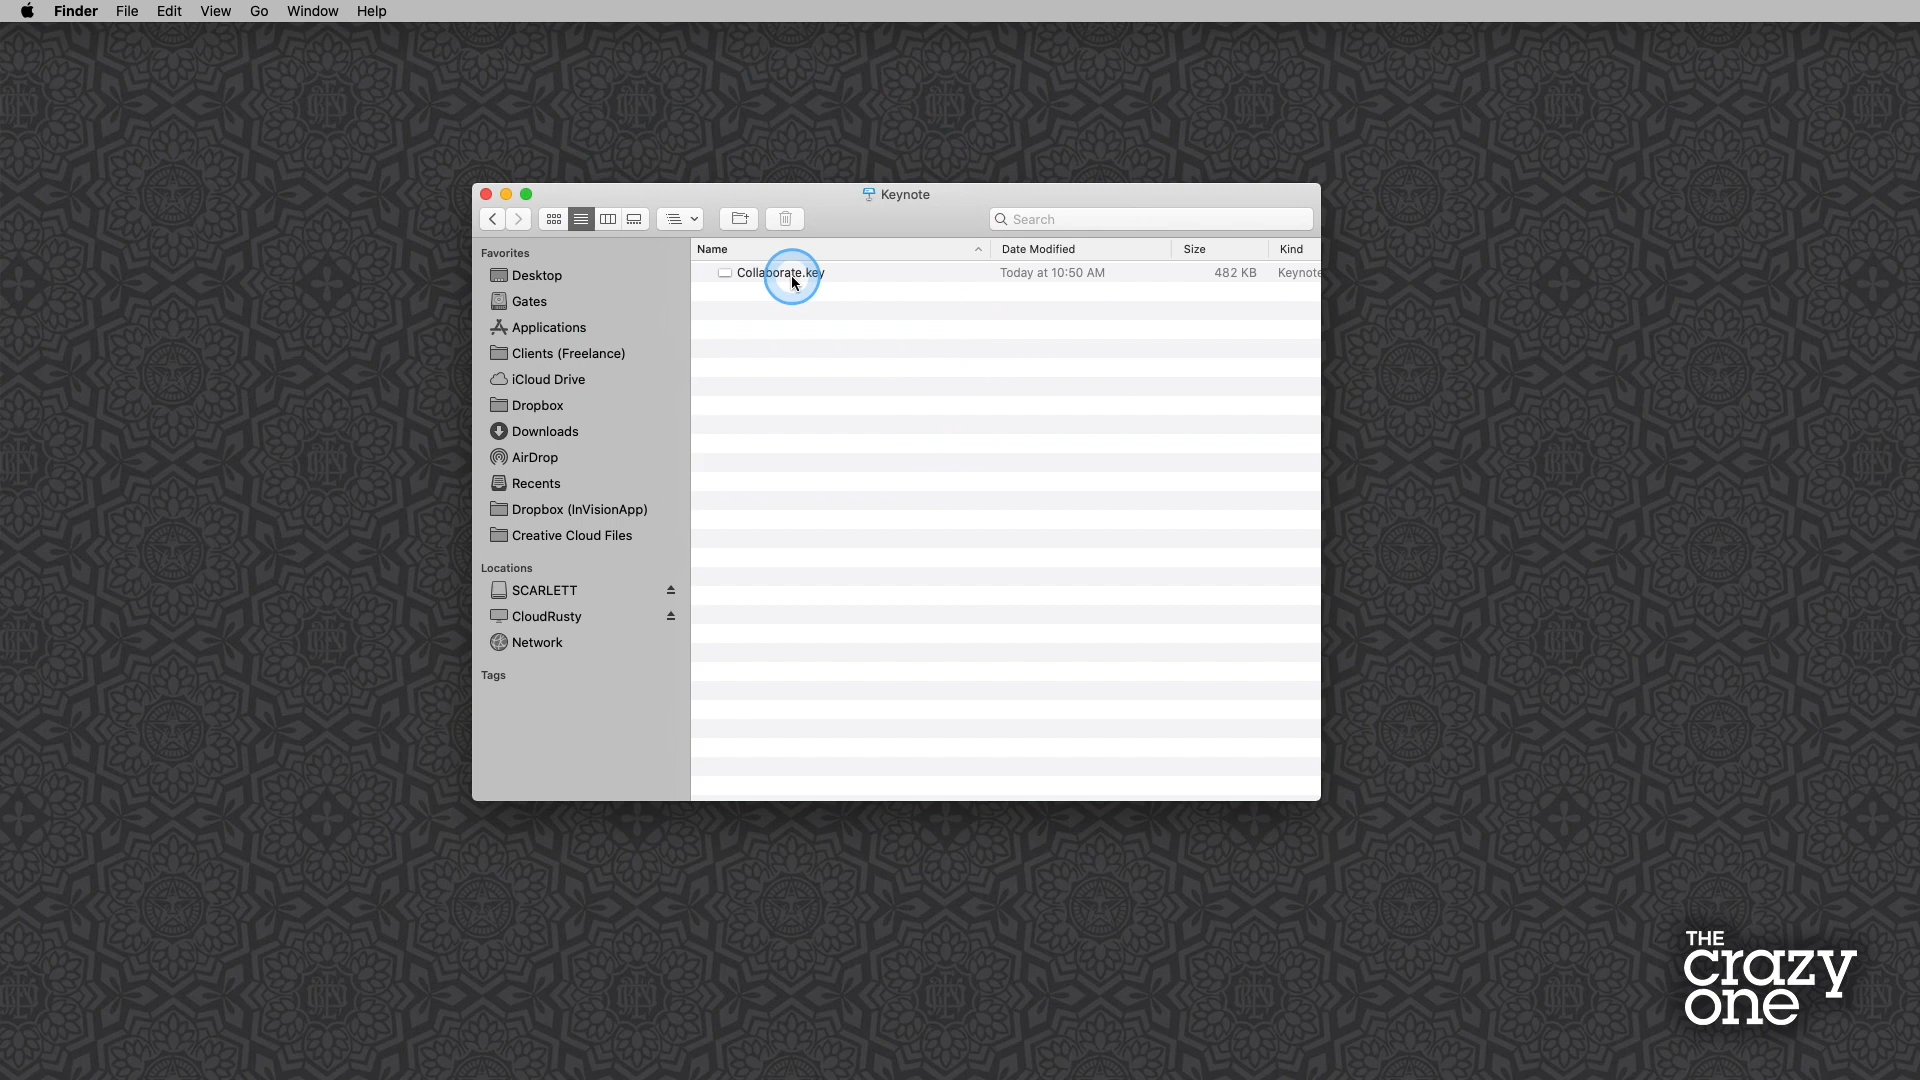 Finder File Edit View Go Window Help
Keynote
Search
Favorites
Desktop
Gates
Applications
Clients (Freelance)
iCloud Drive
Dropbox
Downloads
AirDrop
Recents
Dropbox (InVisionApp)
Creative Cloud Files
Locations
SCARLETT
CloudRusty
Network
Tags
Name Date Modified Size Kind
Collaborate.key Today at 10:50 AM 482 KB Keynote
THE
crazy
one